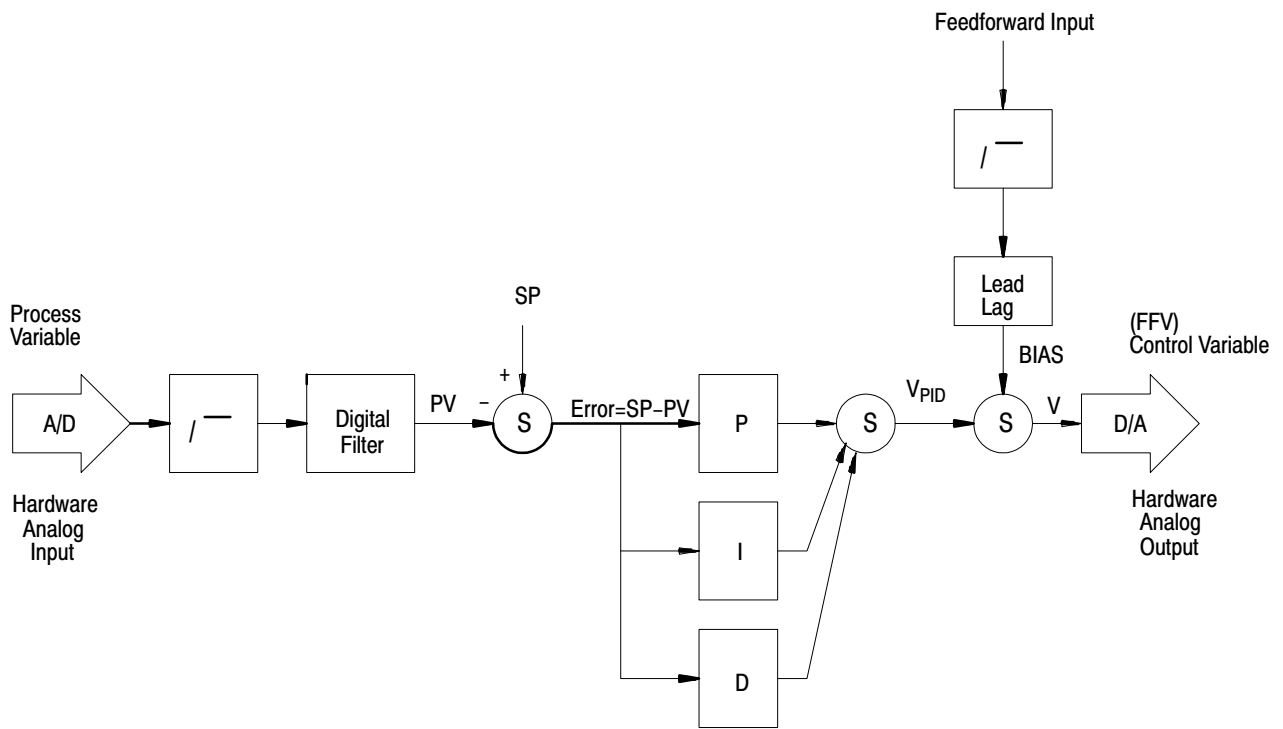 Feedforward Input
Lead
Lag
BIAS
(FFV)
Control Variable
Process
Variable
SP
+
−
A/D
Digital
Filter
PV
S
Error=SP−PV
P
S
VPID
S
V
D/A
Hardware
Analog
Input
I
D
Hardware
Analog
Output